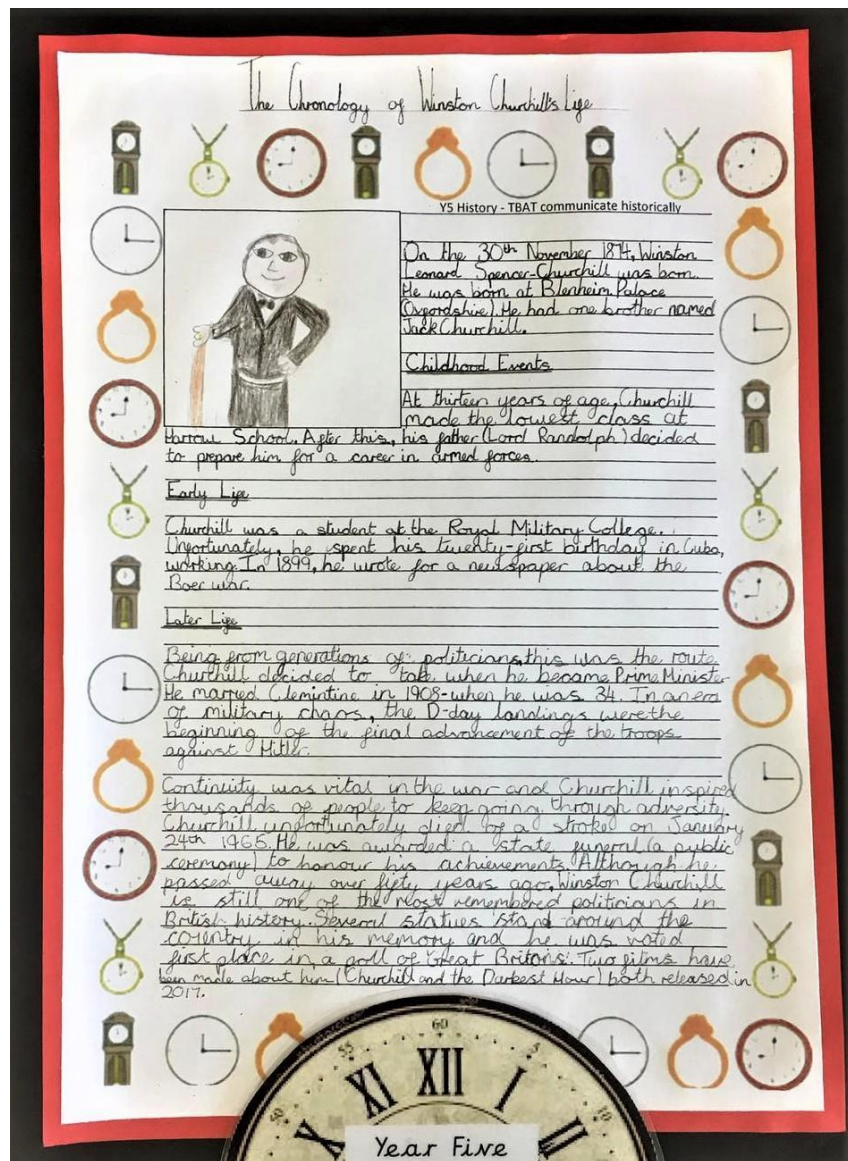 The Chronology of Winston Churchill's Life
Y5 History - TBAT communicate historically
On the 30th November 1874, Winston
Leonard Spencer-Churchill was born.
He was born at Blenheim Palace
(Oxfordshire). He had one brother named
Jack Churchill.
Childhood Events
At thirteen years of age, Churchill
made the lowest class at
Harrow School. After this, his father (Lord Randolph) decided
to prepare him for a career in armed forces.
Early Life
Churchill was a student at the Royal Military College.
Unfortunately, he spent his twenty-first birthday in Cuba,
working. In 1899, he wrote for a newspaper about the
Boer war.
Later Life
Being from generations of politicians, this was the route
Churchill decided to take when he became Prime Minister
He married Clemintine in 1908-when he was 34. In an era
of military chaos, the D-day landings were the
beginning of the final advancement of the troops
against Hitler.
Continuity was vital in the war and Churchill inspired
thousands of people to keep going through adversity.
Churchill unfortunately died of a stroke on January
24th 1965. He was awarded a state funeral (a public
ceremony) to honour his achievements. Although he
passed away over fifty years ago, Winston Churchill
is still one of the most remembered politicians in
British history. Several statues stand around the
country in his memory and he was voted
first place in a poll of 'Great Britons'. Two films have
been made about him (Churchill and the Darkest Hour) both released in
2017.
55 60 5
50 10
X XI XII I II
Year Five